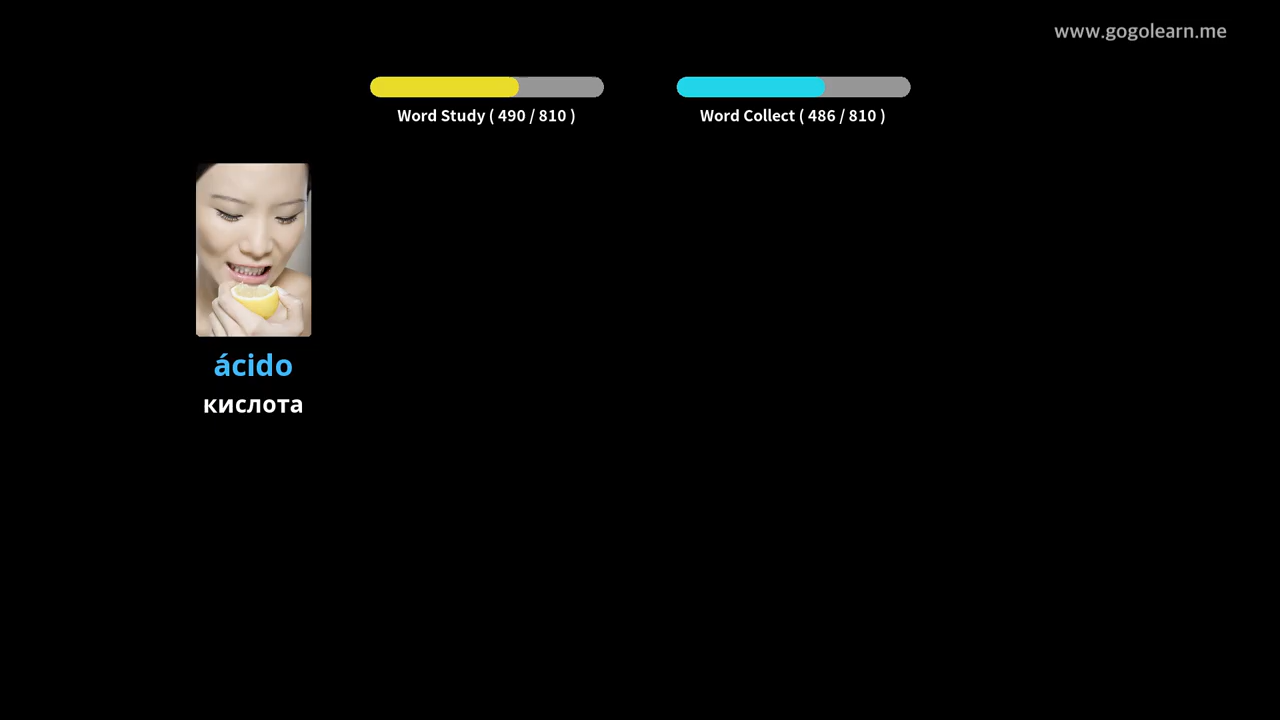 www.gogolearn.me
Word Study ( 490 / 810 )
Word Collect ( 486 / 810 )
ácido
кислота